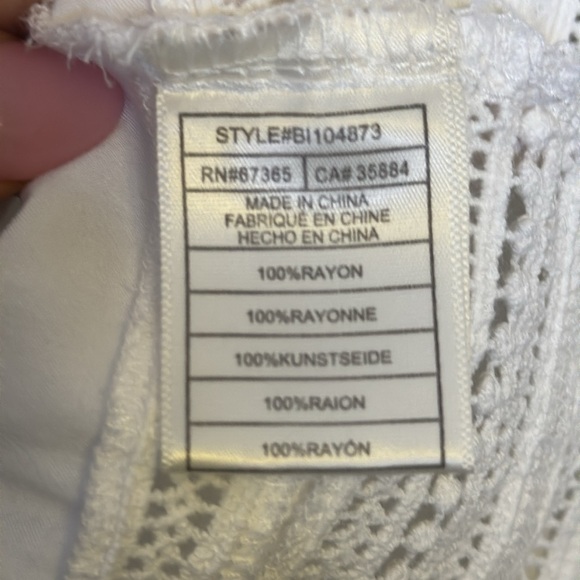 STYLE#BI104873
RN#67365 CA# 35884
MADE IN CHINA
FABRIQUÉ EN CHINE
HECHO EN CHINA
100%RAYON
100%RAYONNE
100%KUNSTSEIDE
100%RAION
100%RAYÓN